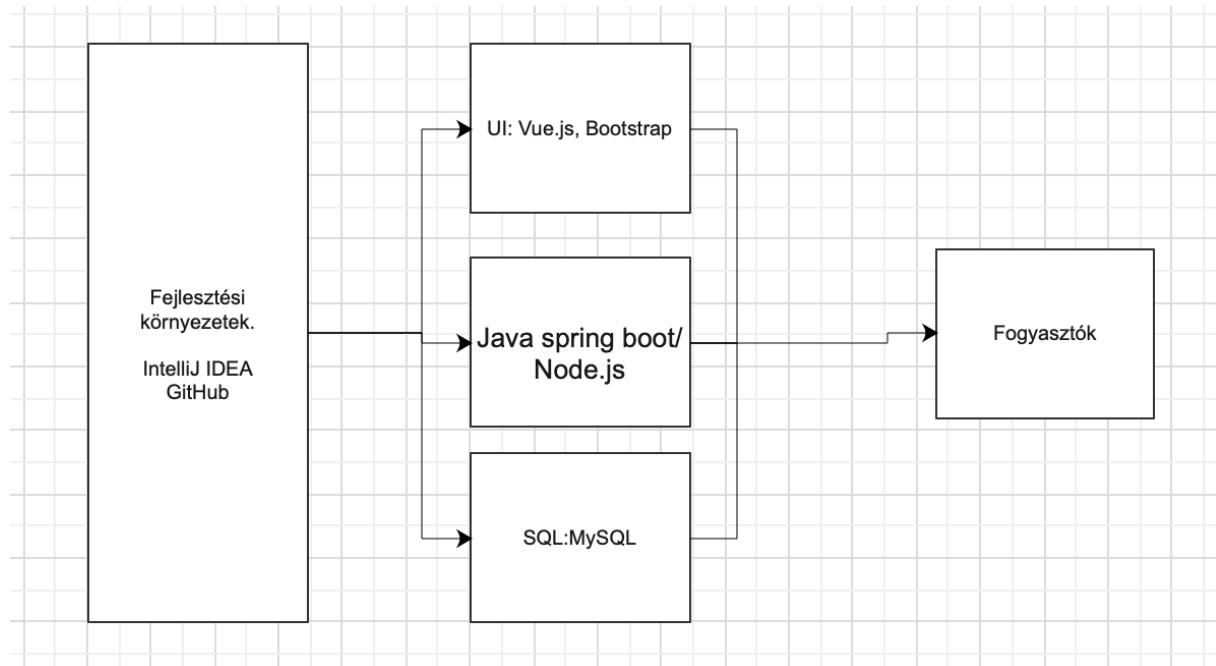 Fejlesztési
környezetek.
IntelliJ IDEA
GitHub
UI: Vue.js, Bootstrap
Java spring boot/
Node.js
SQL:MySQL
Fogyasztók